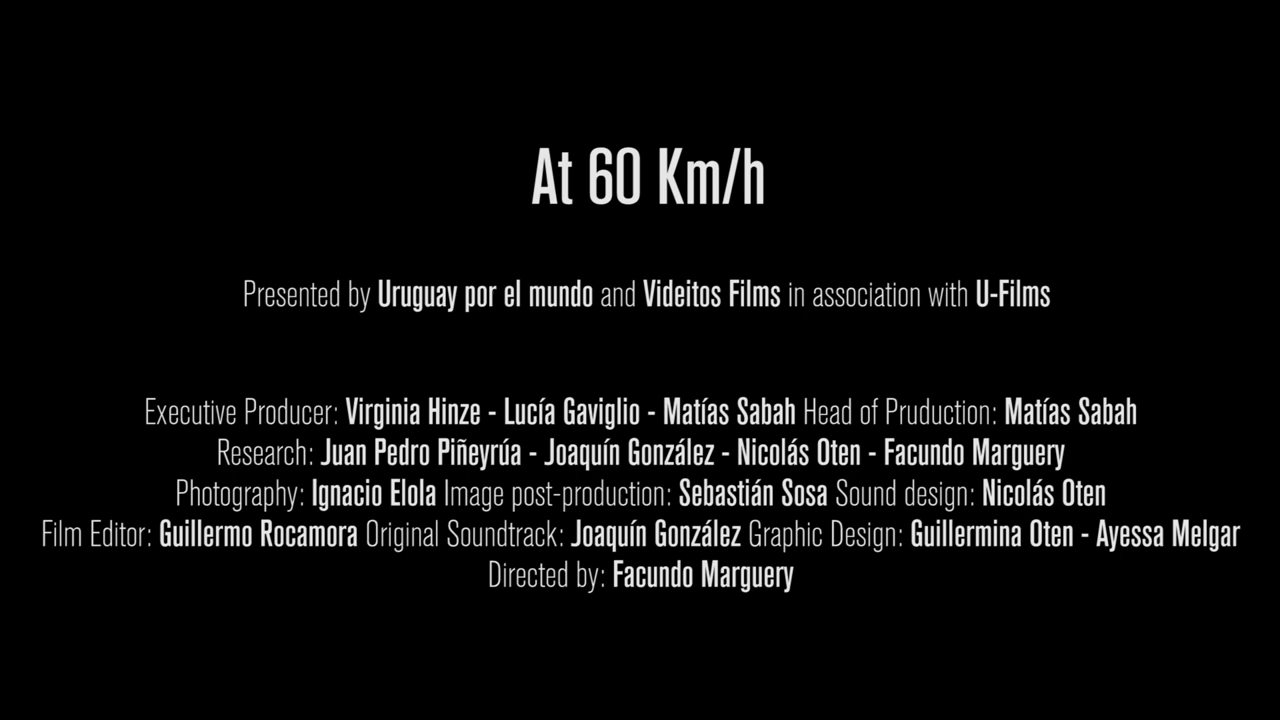 At 60 Km/h
Presented by Uruguay por el mundo and Videitos Films in association with U-Films
Executive Producer: Virginia Hinze - Lucía Gaviglio - Matías Sabah Head of Pruduction: Matías Sabah
Research: Juan Pedro Piñeyrúa - Joaquín González - Nicolás Oten - Facundo Marguery
Photography: Ignacio Elola Image post-production: Sebastián Sosa Sound design: Nicolás Oten
Film Editor: Guillermo Rocamora Original Soundtrack: Joaquín González Graphic Design: Guillermina Oten - Ayessa Melgar
Directed by: Facundo Marguery